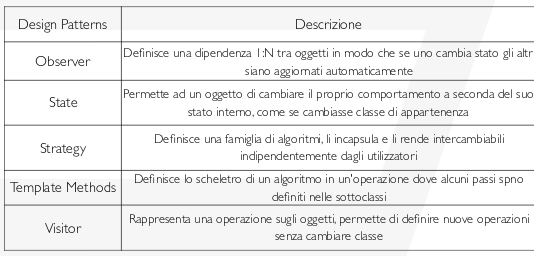 Design Patterns
Descrizione
Observer
Definisce una dipendenza 1:N tra oggetti in modo che se uno cambia stato gli altr
siano aggiornati automaticamente
State
Permette ad un oggetto di cambiare il proprio comportamento a seconda del suo
stato interno, come se cambiasse classe di appartenenza
Strategy
Definisce una famiglia di algoritmi, li incapsula e li rende intercambiabili
indipendentemente dagli utilizzatori
Template Methods
Definisce lo scheletro di un algoritmo in un'operazione dove alcuni passi spno
definiti nelle sottoclassi
Visitor
Rappresenta una operazione sugli oggetti, permette di definire nuove operazioni
senza cambiare classe